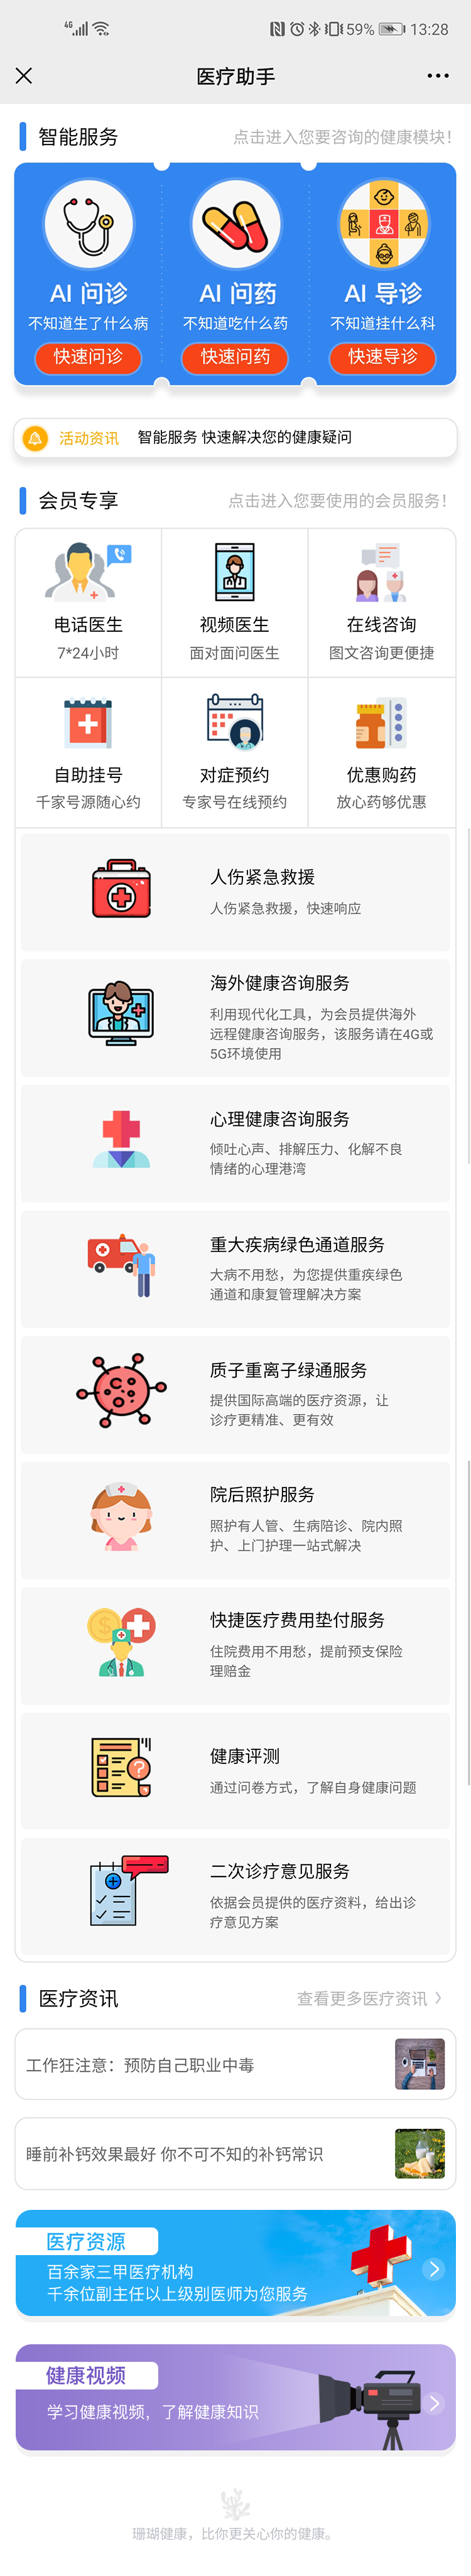 4G
59% 13:28
医疗助手
智能服务
点击进入您要咨询的健康模块!
AI 问诊
不知道生了什么病
快速问诊
AI 问药
不知道吃什么药
快速问药
AI 导诊
不知道挂什么科
快速导诊
活动资讯 智能服务 快速解决您的健康疑问
会员专享
点击进入您要使用的会员服务!
电话医生
7*24小时
视频医生
面对面问医生
在线咨询
图文咨询更便捷
自助挂号
千家号源随心约
对症预约
专家号在线预约
优惠购药
放心药够优惠
人伤紧急救援
人伤紧急救援，快速响应
海外健康咨询服务
利用现代化工具，为会员提供海外
远程健康咨询服务，该服务请在4G或
5G环境使用
心理健康咨询服务
倾吐心声、排解压力、化解不良
情绪的心理港湾
重大疾病绿色通道服务
大病不用愁，为您提供重疾绿色
通道和康复管理解决方案
质子重离子绿通服务
提供国际高端的医疗资源，让
诊疗更精准、更有效
院后照护服务
照护有人管、生病陪诊、院内照
护、上门护理一站式解决
快捷医疗费用垫付服务
住院费用不用愁，提前预支保险
理赔金
健康评测
通过问卷方式，了解自身健康问题
二次诊疗意见服务
依据会员提供的医疗资料，给出诊
疗意见方案
医疗资讯
查看更多医疗资讯
工作狂注意：预防自己职业中毒
睡前补钙效果最好 你不可不知的补钙常识
医疗资源
百余家三甲医疗机构
千余位副主任以上级别医师为您服务
健康视频
学习健康视频，了解健康知识
珊瑚健康，比你更关心你的健康。